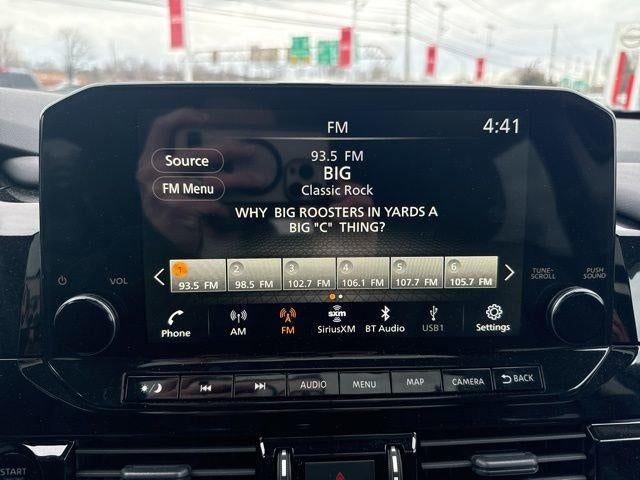 FM
4:41
Source
FM Menu
93.5 FM
BIG
Classic Rock
WHY BIG ROOSTERS IN YARDS A
BIG "C" THING?
1 2 3 4 5 6
93.5 FM 98.5 FM 102.7 FM 106.1 FM 107.7 FM 105.7 FM
VOL
TUNE-
SCROLL
PUSH
SOUND
Phone
AM
FM
sxm
SiriusXM
BT Audio
USB1
Settings
AUDIO
MENU
MAP
CAMERA
BACK
START